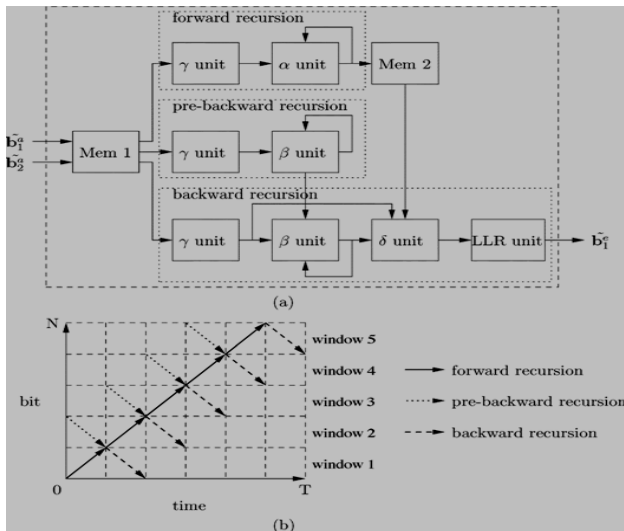 forward recursion
γ unit
α unit
Mem 2
pre-backward recursion
b̃₁ᵃ
b̃₂ᵃ
Mem 1
γ unit
β unit
backward recursion
γ unit
β unit
δ unit
LLR unit
b̃₁ᵉ
(a)
N
window 5
window 4
forward recursion
bit
window 3
pre-backward recursion
window 2
backward recursion
window 1
0
T
time
(b)